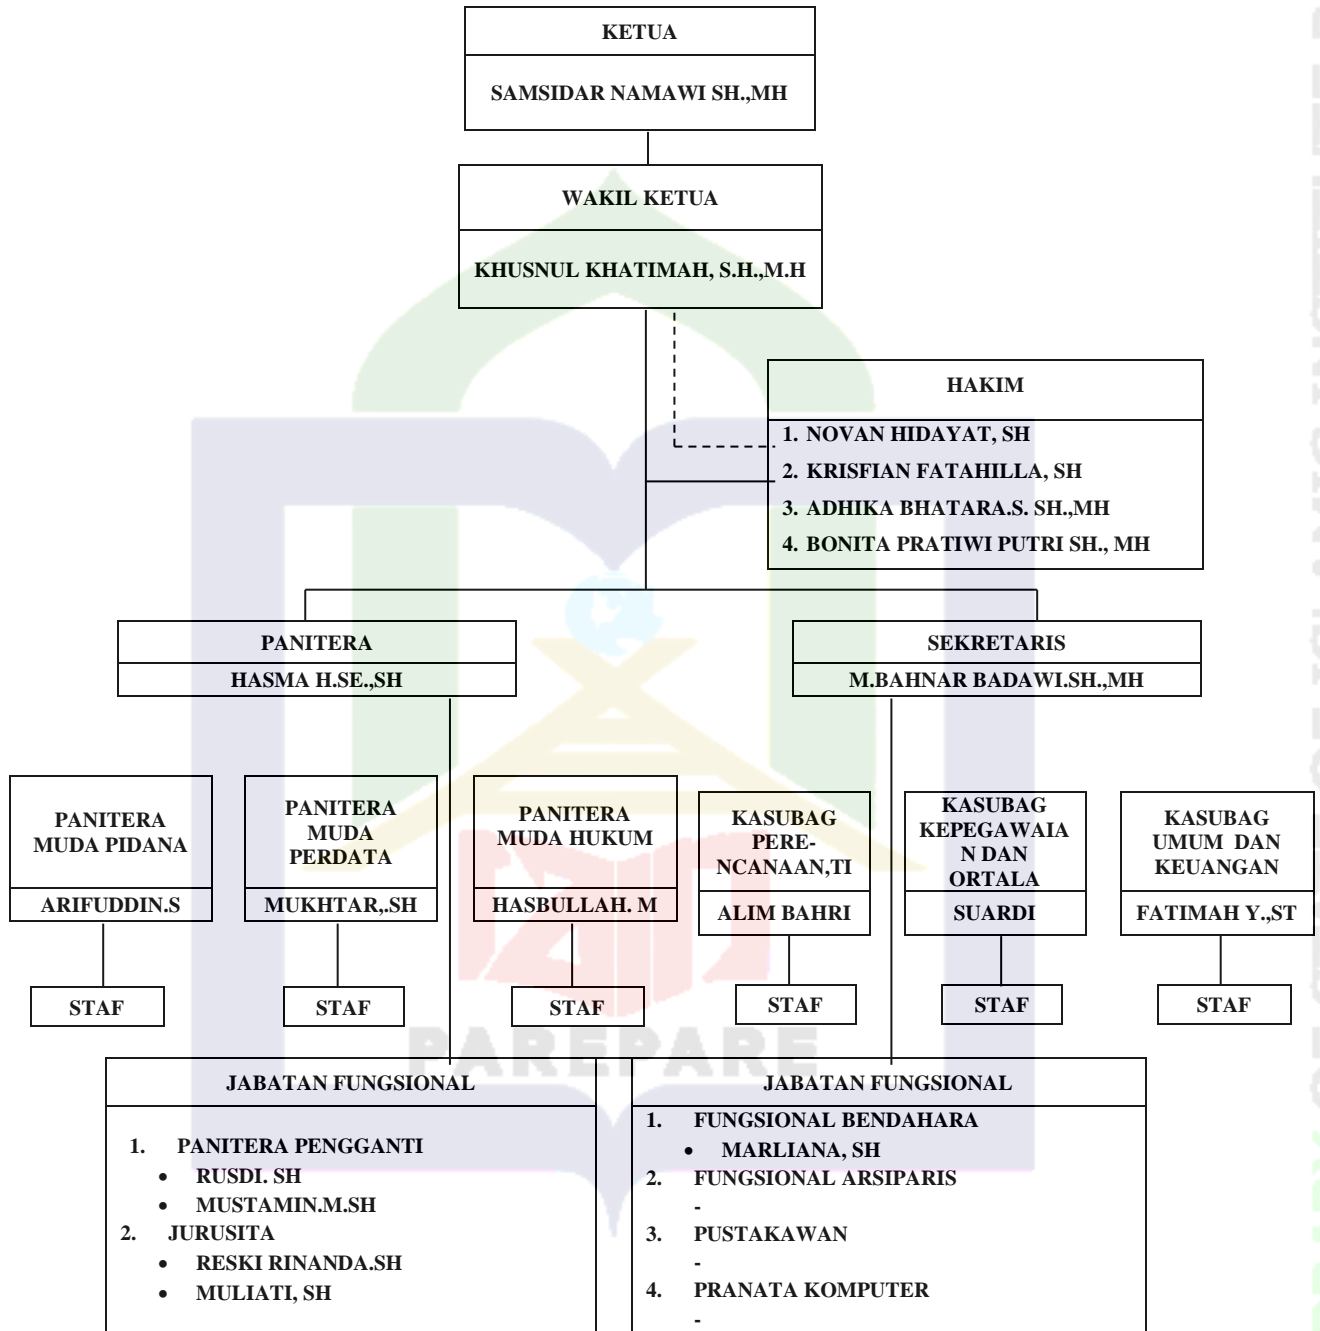 KETUA
SAMSIDAR NAMAWI SH.,MH
WAKIL KETUA
KHUSNUL KHATIMAH, S.H.,M.H
HAKIM
1. NOVAN HIDAYAT, SH
2. KRISFIAN FATAHILLA, SH
3. ADHIKA BHATARA.S. SH.,MH
4. BONITA PRATIWI PUTRI SH., MH
PANITERA
HASMA H.SE.,SH
SEKRETARIS
M.BAHNAR BADAWI.SH.,MH
PANITERA
MUDA PIDANA
ARIFUDDIN.S
STAF
PANITERA
MUDA
PERDATA
MUKHTAR,.SH
STAF
PANITERA
MUDA HUKUM
HASBULLAH. M
STAF
KASUBAG
PERE-
NCANAAN,TI
ALIM BAHRI
STAF
KASUBAG
KEPEGAWAIA
N DAN
ORTALA
SUARDI
STAF
KASUBAG
UMUM DAN
KEUANGAN
FATIMAH Y.,ST
STAF
PAREPARE
JABATAN FUNGSIONAL
1. PANITERA PENGGANTI
• RUSDI. SH
• MUSTAMIN.M.SH
2. JURUSITA
• RESKI RINANDA.SH
• MULIATI, SH
JABATAN FUNGSIONAL
1. FUNGSIONAL BENDAHARA
• MARLIANA, SH
2. FUNGSIONAL ARSIPARIS
-
3. PUSTAKAWAN
-
4. PRANATA KOMPUTER
-